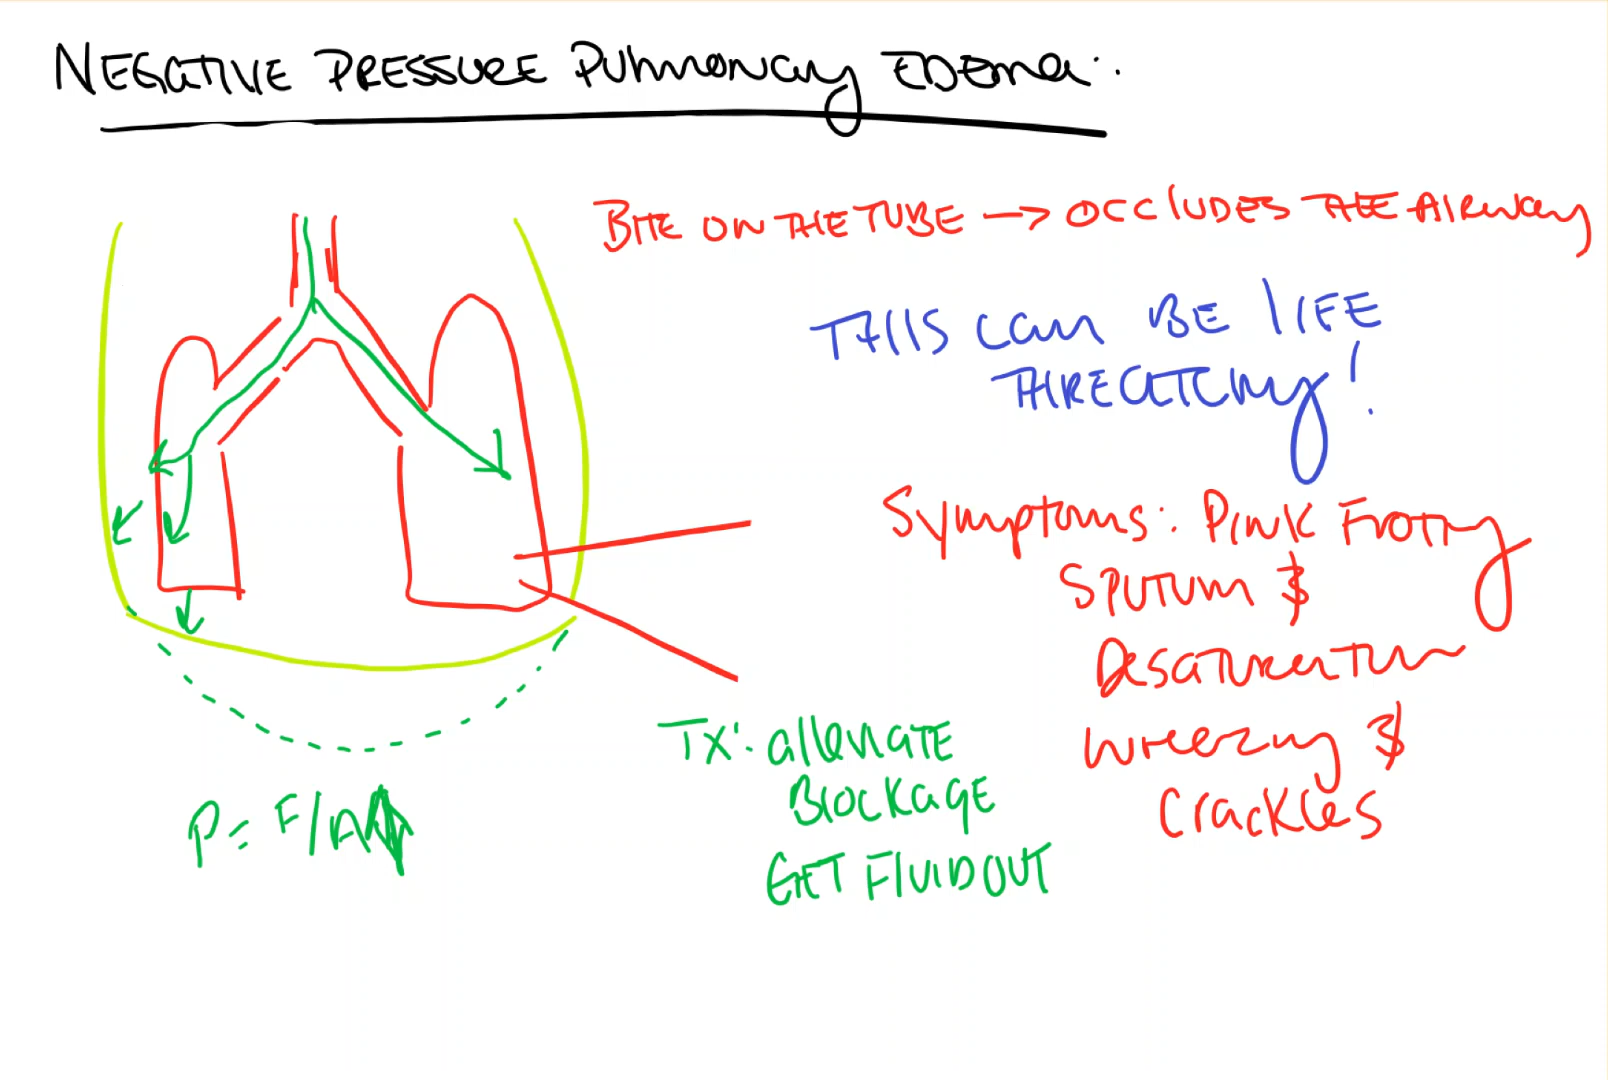 NEGATIVE PRESSURE PULMONARY EDEMA:
BITE ON THE TUBE → OCCLUDES THE AIRWAY
THIS CAN BE LIFE
THREATENING!
Symptoms: PINK FROTHY
SPUTUM &
DESATURATION
WHEEZING &
CRACKLES
TX: alleviate
BLOCKAGE
GET FLUID OUT
P = F/A